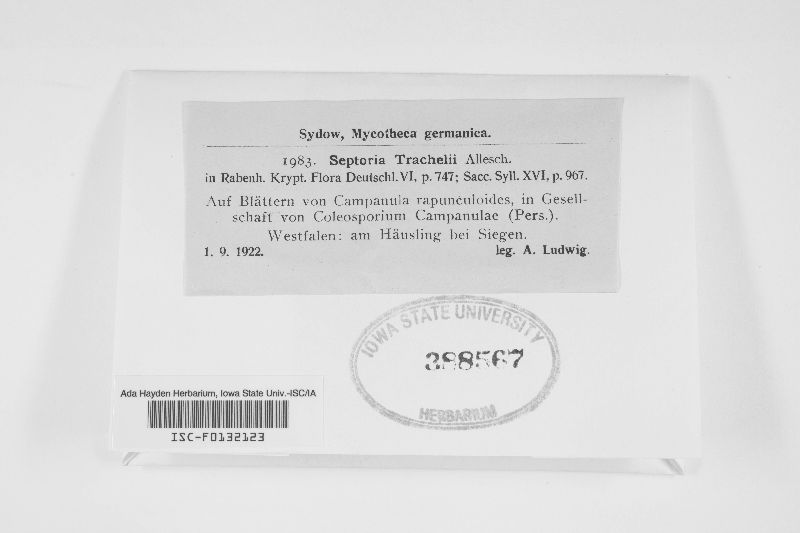 Sydow, Mycotheca germanica.
1983. Septoria Trachelii Allesch.
in Rabenh. Krypt. Flora Deutschl. VI, p. 747; Sacc. Syll. XVI, p. 967.
Auf Blättern von Campanula rapunculoides, in Gesell-
schaft von Coleosporium Campanulae (Pers.).
Westfalen: am Häusling bei Siegen.
1. 9. 1922. leg. A. Ludwig.
IOWA STATE UNIVERSITY
388567
HERBARIUM
Ada Hayden Herbarium, Iowa State Univ.-ISC/IA
ISC-F0132123